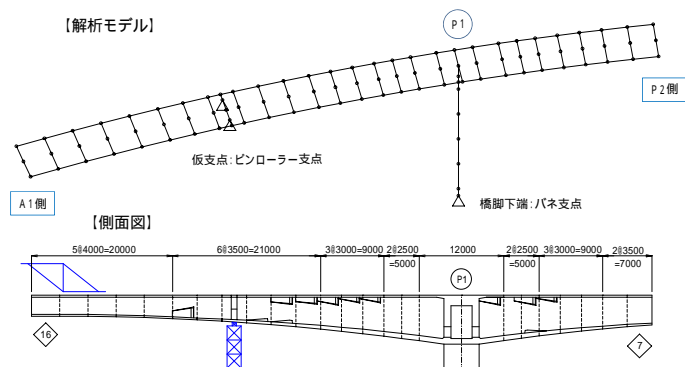 【解析モデル】
P1
P2側
仮支点:ピンローラー支点
A1側
橋脚下端:バネ支点
【側面図】
5@4000=20000
6@3500=21000
3@3000=9000
2@2500
=5000
12000
2@2500
=5000
3@3000=9000
2@3500
=7000
P1
16
7